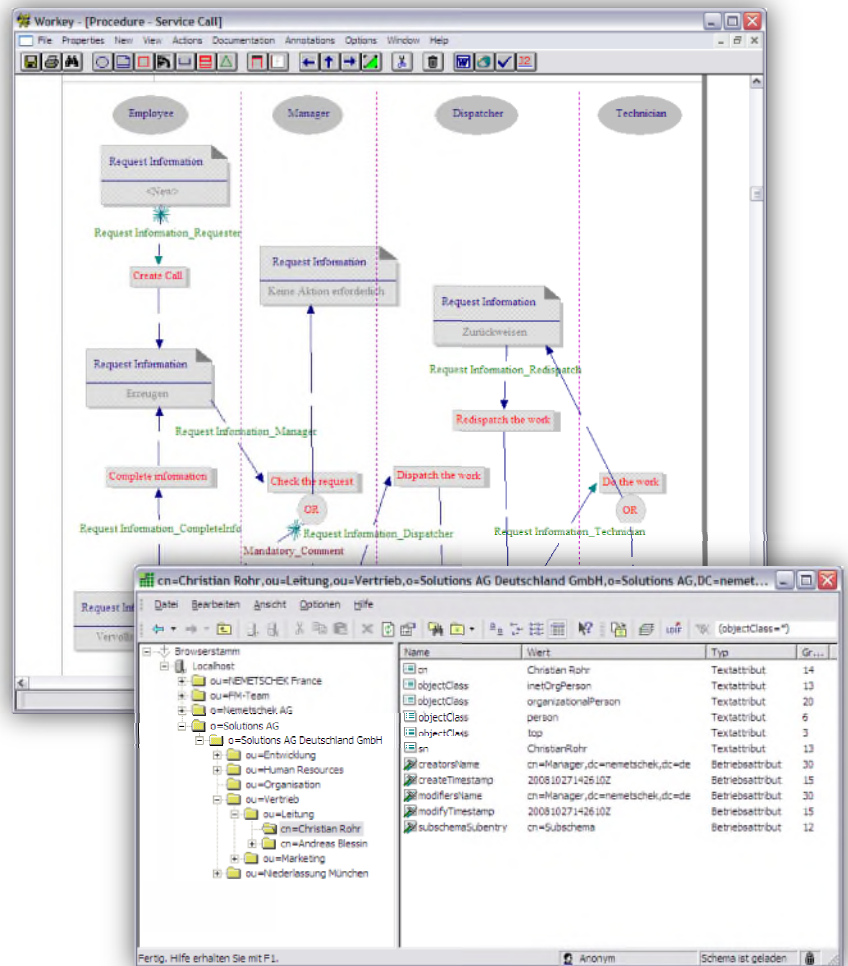 Workey - [Procedure - Service Call]
File Properties New View Actions Documentation Annotations Options Window Help
Employee Manager Dispatcher Technician
Request Information
<Neu>
Request Information_Requester
Create Call
Request Information
Keine Aktion erforderlich
Request Information
Zurückweisen
Request Information
Erzeugen
Request Information_Redispatch
Redispatch the work
Request Information_Manager
Complete information
Check the request
Dispatch the work
Do the work
OR
OR
Request Information_CompleteInfo
Request Information_Dispatcher
Request Information_Technician
Mandatory_Comment
cn=Christian Rohr,ou=Leitung,ou=Vertrieb,o=Solutions AG Deutschland GmbH,o=Solutions AG,DC=nemet...
Datei Bearbeiten Ansicht Optionen Hilfe
LDIF (objectClass=*)
Browserstamm
Localhost
ou=NEMETSCHEK France
ou=FM-Team
o=Nemetschek AG
o=Solutions AG
o=Solutions AG Deutschland GmbH
ou=Entwicklung
ou=Human Resources
ou=Organisation
ou=Vertrieb
ou=Leitung
cn=Christian Rohr
cn=Andreas Blessin
ou=Marketing
ou=Niederlassung München
Name Wert Typ Gr...
cn Christian Rohr Textattribut 14
objectClass inetOrgPerson Textattribut 13
objectClass organizationalPerson Textattribut 20
objectClass person Textattribut 6
objectClass top Textattribut 3
sn ChristianRohr Textattribut 13
creatorsName cn=Manager,dc=nemetschek,dc=de Betriebsattribut 30
createTimestamp 20081027142610Z Betriebsattribut 15
modifiersName cn=Manager,dc=nemetschek,dc=de Betriebsattribut 30
modifyTimestamp 20081027142610Z Betriebsattribut 15
subschemaSubentry cn=Subschema Betriebsattribut 12
Fertig. Hilfe erhalten Sie mit F1. Anonym Schema ist geladen